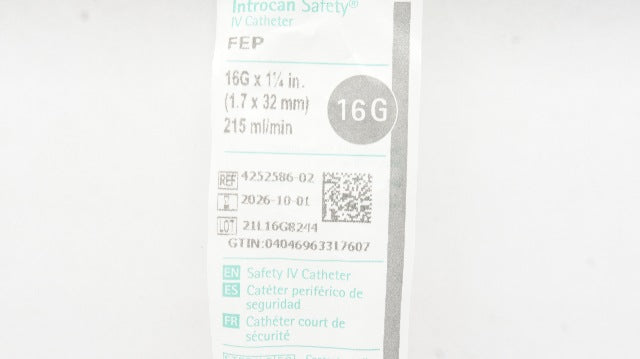 Introcan Safety®
IV Catheter
FEP
16G x 1¼ in.
(1.7 x 32 mm)
215 ml/min
16 G
REF 4252586-02
2026-10-01
LOT 21L16G8244
GTIN:04046963317607
EN Safety IV Catheter
ES Catéter periférico de
seguridad
FR Cathéter court de
sécurité